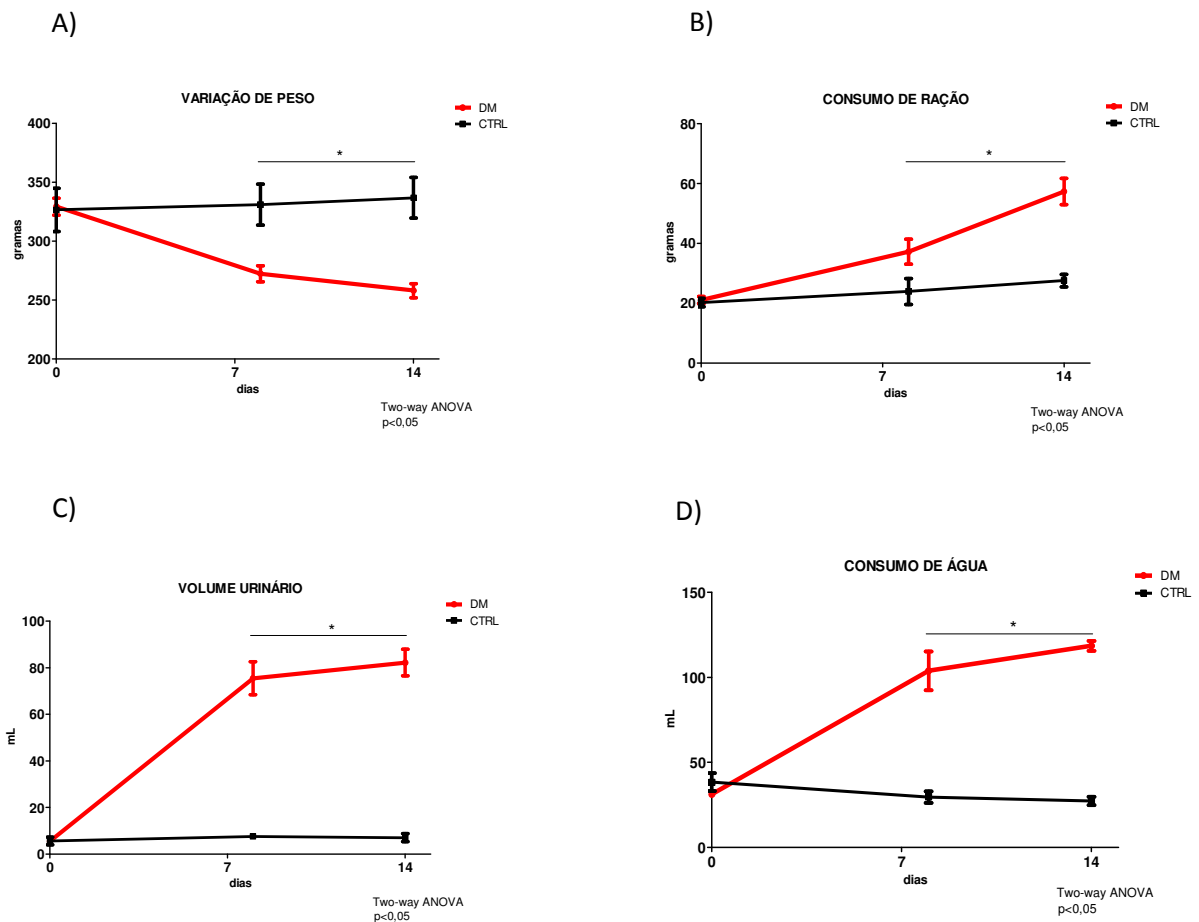 A)
VARIAÇÃO DE PESO
DM
CTRL
400
350
300
250
200
gramas
*
0
7
14
dias
Two-way ANOVA
p<0,05
B)
CONSUMO DE RAÇÃO
DM
CTRL
80
60
40
20
0
gramas
*
0
7
14
dias
Two-way ANOVA
p<0,05
C)
VOLUME URINÁRIO
DM
CTRL
100
80
60
40
20
0
mL
*
0
7
14
dias
Two-way ANOVA
p<0,05
D)
CONSUMO DE ÁGUA
DM
CTRL
150
100
50
0
mL
*
0
7
14
dias
Two-way ANOVA
p<0,05